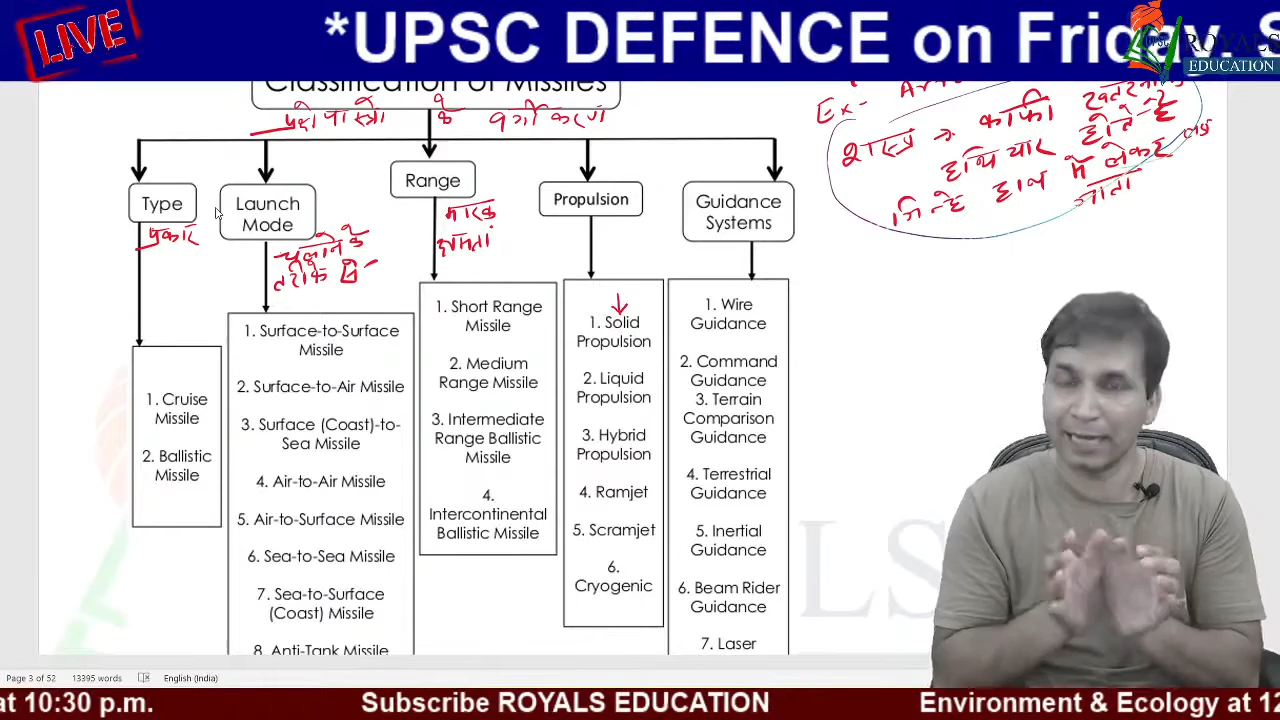 LIVE
*UPSC DEFENCE on Friday. S
ROYALS
EDUCATION
Classification of Missiles
प्रक्षेपास्त्रो के वर्गीकरण
Ex-
शस्त्र → काफी
हथियार होते है
जिन्हे हाथ में लेकर
जाता
Type
प्रकार
Launch
Mode
चलाने के
तरीके से
Range
मारक
क्षमता
Propulsion
Guidance
Systems
1. Cruise
Missile
2. Ballistic
Missile
1. Surface-to-Surface
Missile
2. Surface-to-Air Missile
3. Surface (Coast)-to-
Sea Missile
4. Air-to-Air Missile
5. Air-to-Surface Missile
6. Sea-to-Sea Missile
7. Sea-to-Surface
(Coast) Missile
8. Anti-Tank Missile
1. Short Range
Missile
2. Medium
Range Missile
3. Intermediate
Range Ballistic
Missile
4.
Intercontinental
Ballistic Missile
1. Solid
Propulsion
2. Liquid
Propulsion
3. Hybrid
Propulsion
4. Ramjet
5. Scramjet
6.
Cryogenic
1. Wire
Guidance
2. Command
Guidance
3. Terrain
Comparison
Guidance
4. Terrestrial
Guidance
5. Inertial
Guidance
6. Beam Rider
Guidance
7. Laser
LS
Page 3 of 52 13395 words English (India)
at 10:30 p.m. Subscribe ROYALS EDUCATION Environment & Ecology at 12